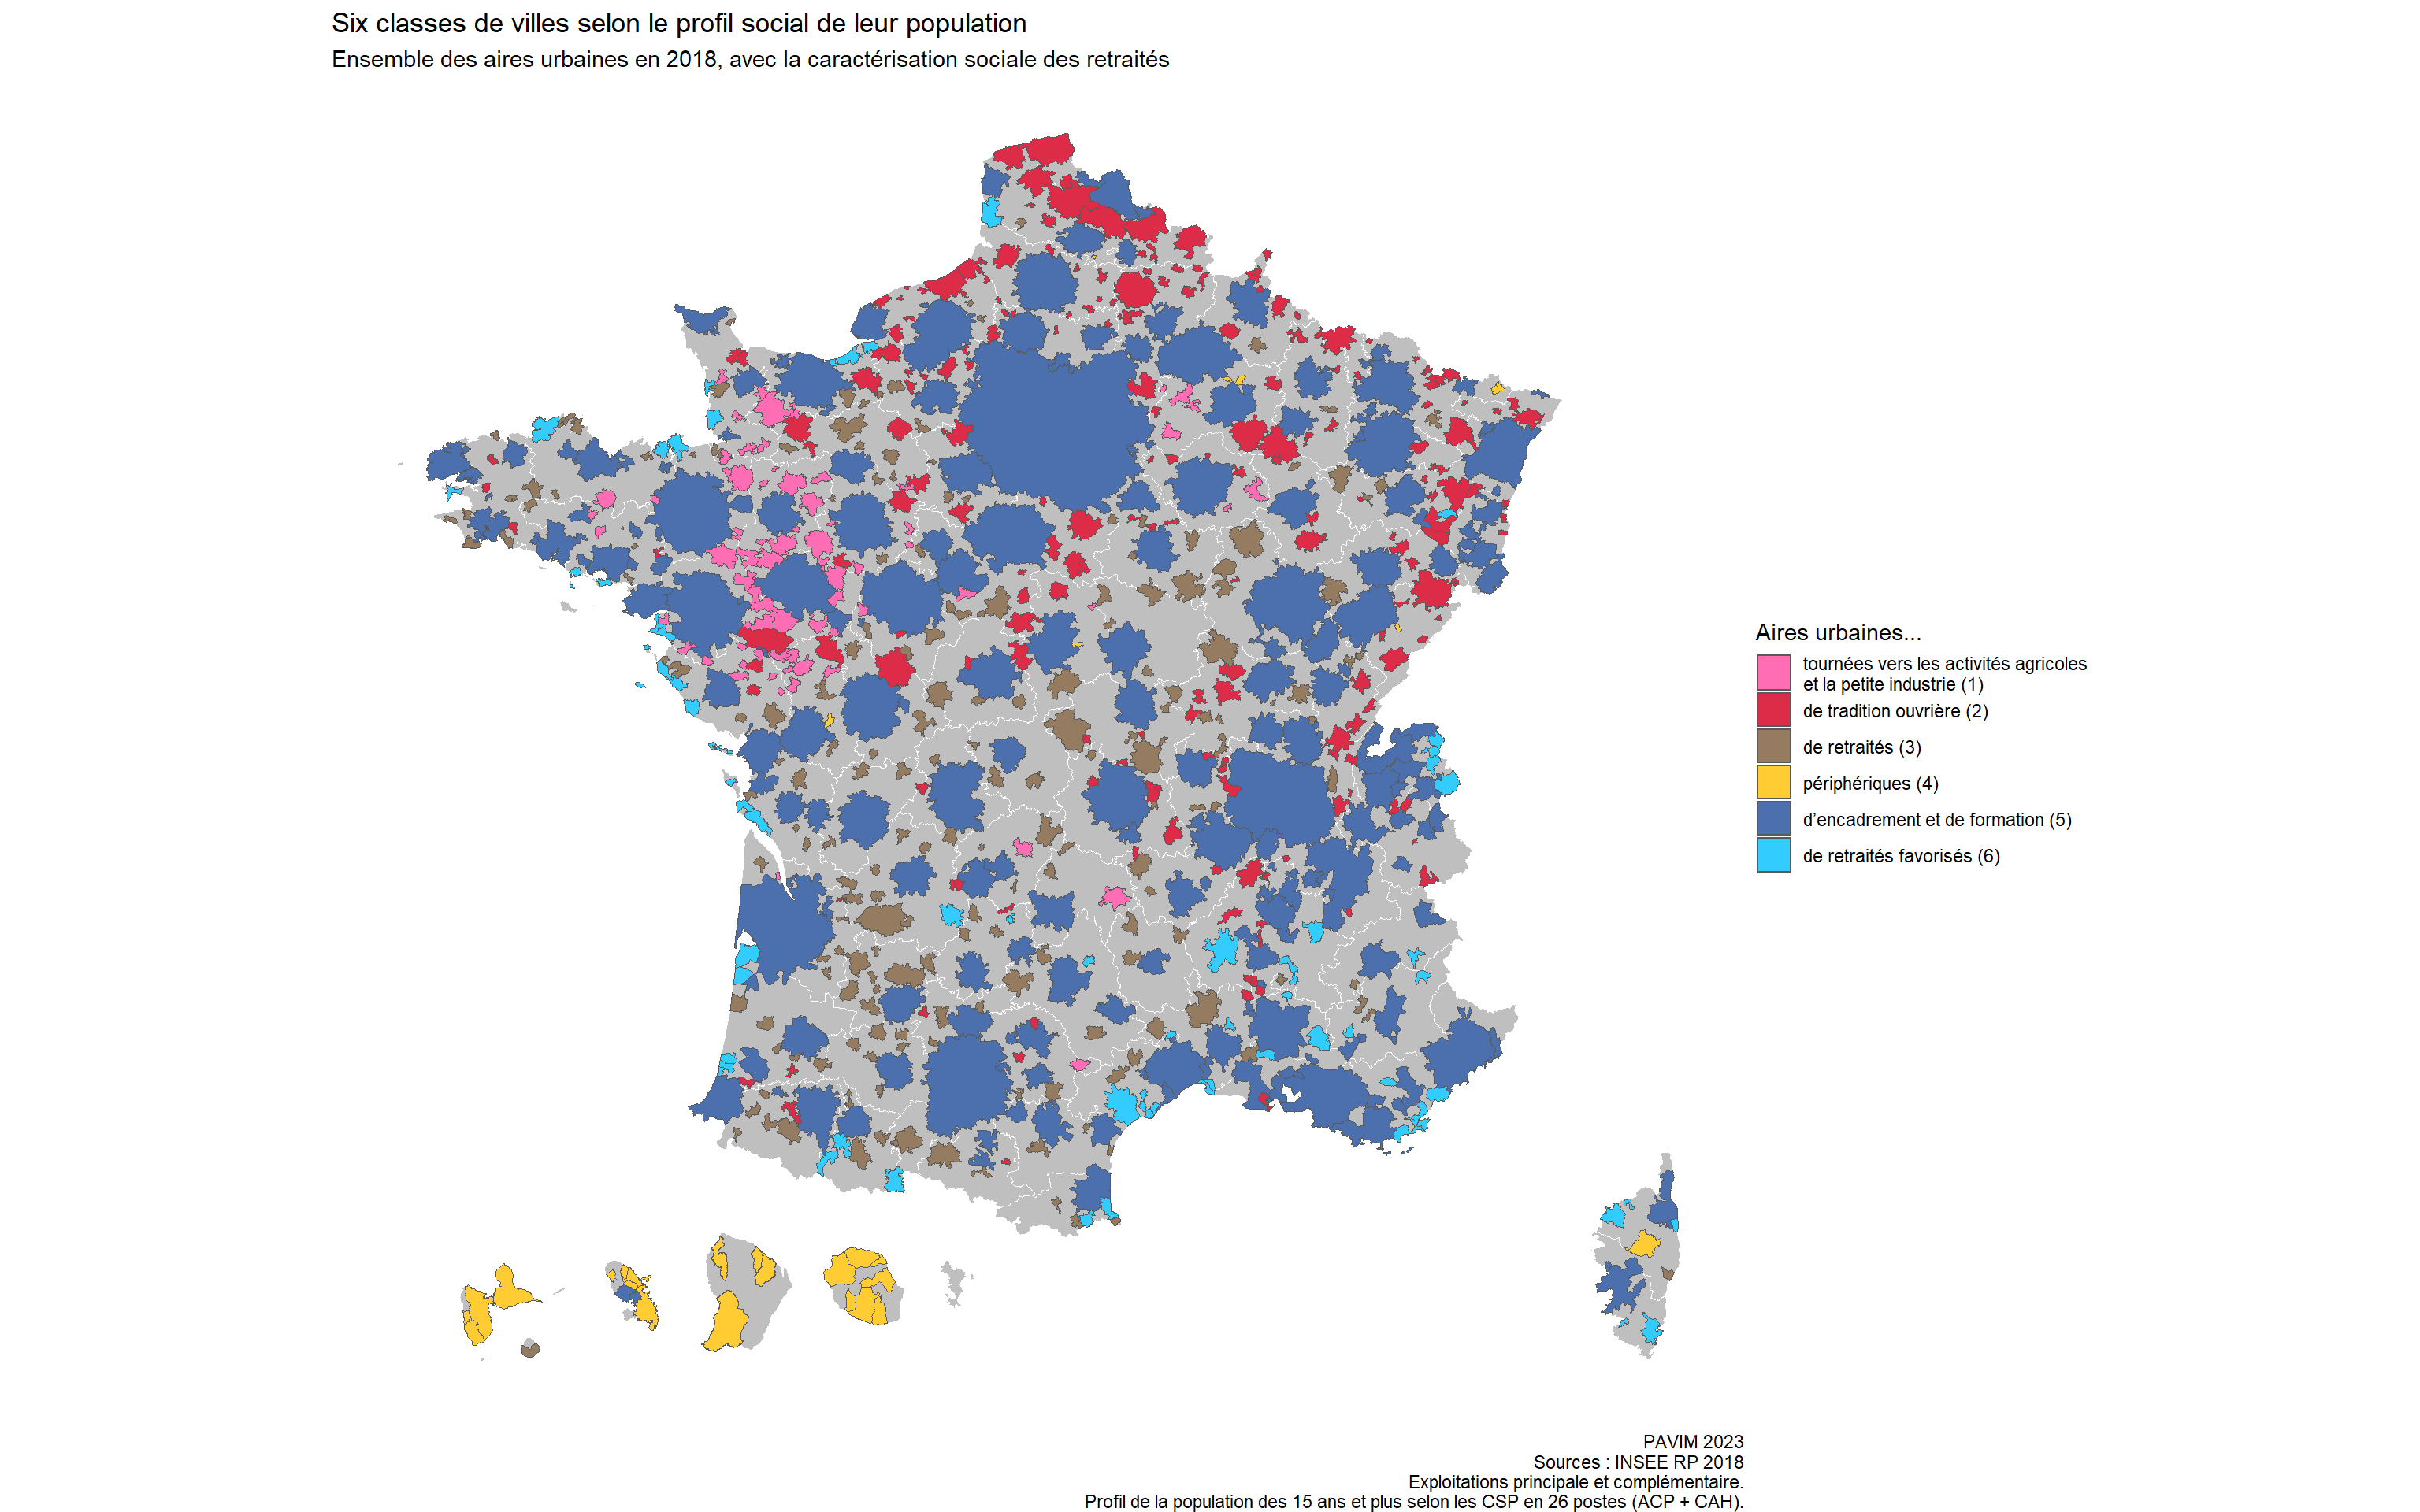 Six classes de villes selon le profil social de leur population
Ensemble des aires urbaines en 2018, avec la caractérisation sociale des retraités
Aires urbaines...
tournées vers les activités agricoles
et la petite industrie (1)
de tradition ouvrière (2)
de retraités (3)
périphériques (4)
d’encadrement et de formation (5)
de retraités favorisés (6)
PAVIM 2023
Sources : INSEE RP 2018
Exploitations principale et complémentaire.
Profil de la population des 15 ans et plus selon les CSP en 26 postes (ACP + CAH).